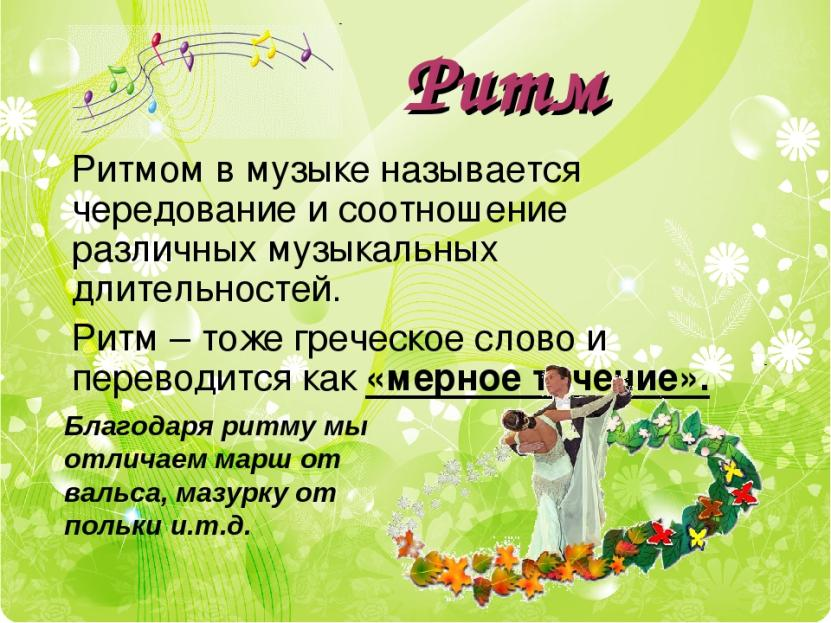 Ритм
Ритмом в музыке называется
чередование и соотношение
различных музыкальных
длительностей.
Ритм – тоже греческое слово и
переводится как «мерное течение».
Благодаря ритму мы
отличаем марш от
вальса, мазурку от
польки и.т.д.